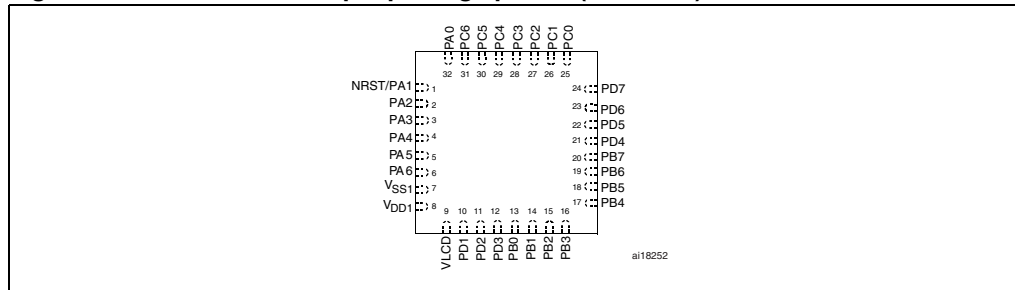 PA0 PC6 PC5 PC4 PC3 PC2 PC1 PC0
32 31 30 29 28 27 26 25
NRST/PA1 1
PA2 2
PA3 3
PA4 4
PA5 5
PA6 6
VSS1 7
VDD1 8
24 PD7
23 PD6
22 PD5
21 PD4
20 PB7
19 PB6
18 PB5
17 PB4
9 10 11 12 13 14 15 16
VLCD PD1 PD2 PD3 PB0 PB1 PB2 PB3
ai18252